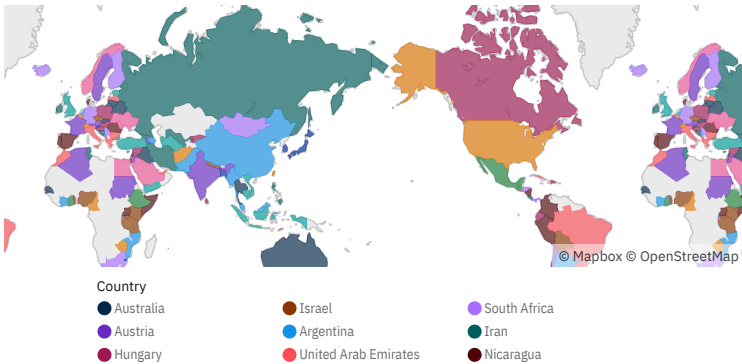 © Mapbox © OpenStreetMap
Country
Australia
Israel
South Africa
Austria
Argentina
Iran
Hungary
United Arab Emirates
Nicaragua